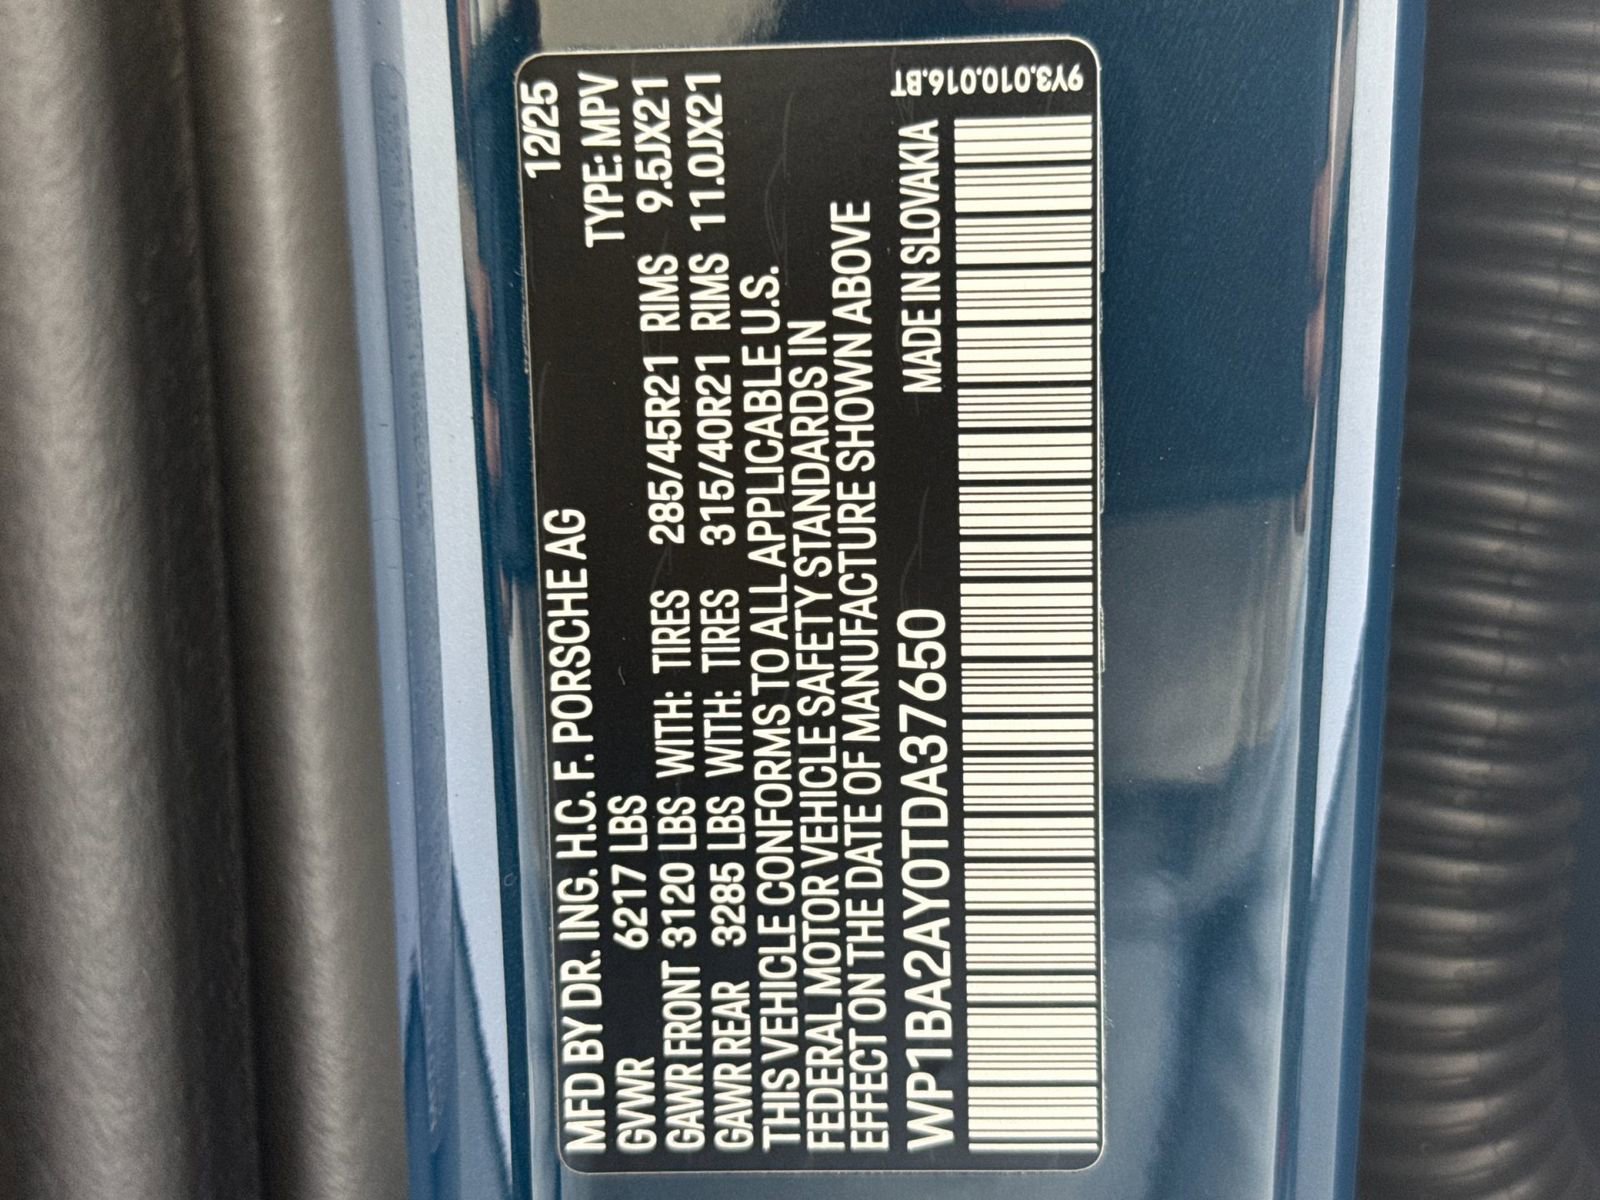 MFD BY DR. ING. H.C. F. PORSCHE AG 12/25
GVWR 6217 LBS TYPE: MPV
GAWR FRONT 3120 LBS WITH: TIRES 285/45R21 RIMS 9.5JX21
GAWR REAR 3285 LBS WITH: TIRES 315/40R21 RIMS 11.0JX21
THIS VEHICLE CONFORMS TO ALL APPLICABLE U.S.
FEDERAL MOTOR VEHICLE SAFETY STANDARDS IN
EFFECT ON THE DATE OF MANUFACTURE SHOWN ABOVE
WP1BA2AY0TDA37650 MADE IN SLOVAKIA
9Y3.010.016.BT